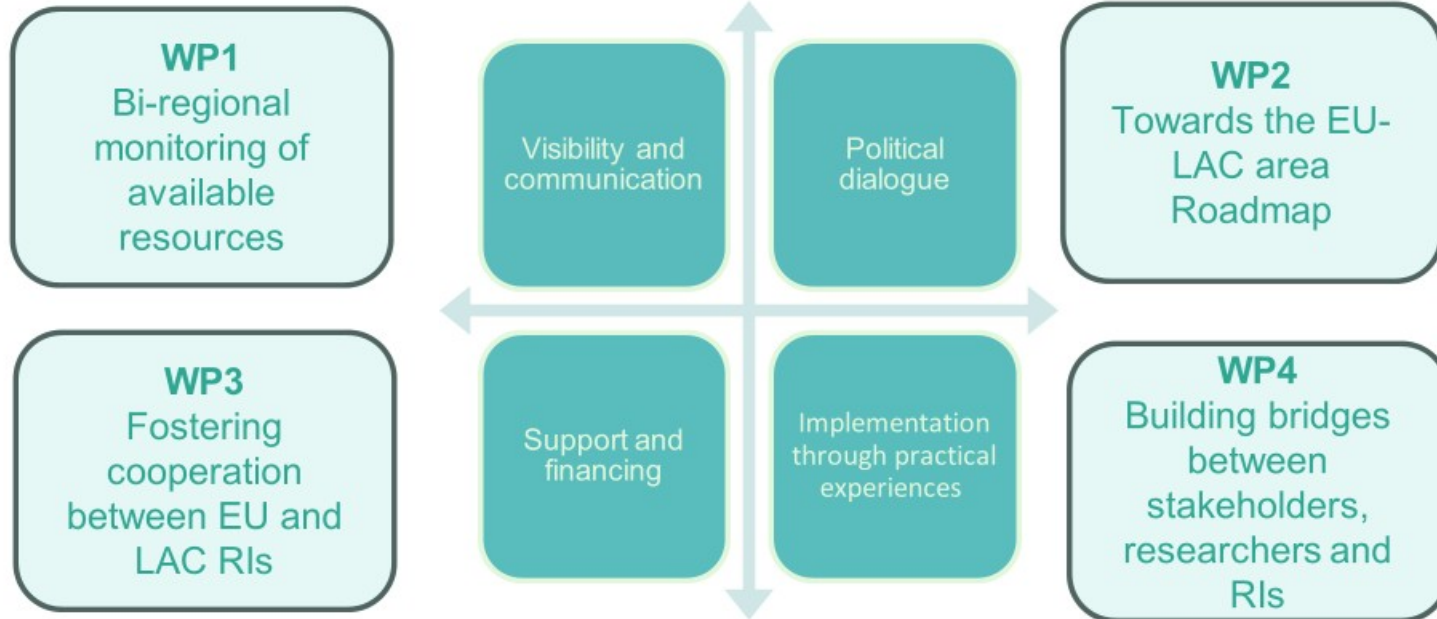 WP1
Bi-regional
monitoring of
available
resources
Visibility and
communication
Political
dialogue
WP2
Towards the EU-
LAC area
Roadmap
WP3
Fostering
cooperation
between EU and
LAC RIs
Support and
financing
Implementation
through practical
experiences
WP4
Building bridges
between
stakeholders,
researchers and
RIs